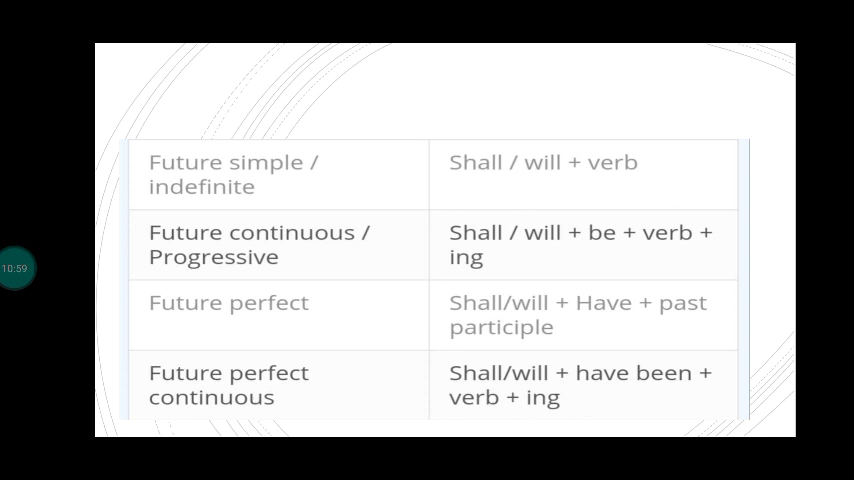 Future simple /
indefinite
Shall / will + verb
Future continuous /
Progressive
Shall / will + be + verb +
ing
Future perfect
Shall/will + Have + past
participle
Future perfect
continuous
Shall/will + have been +
verb + ing
10:59